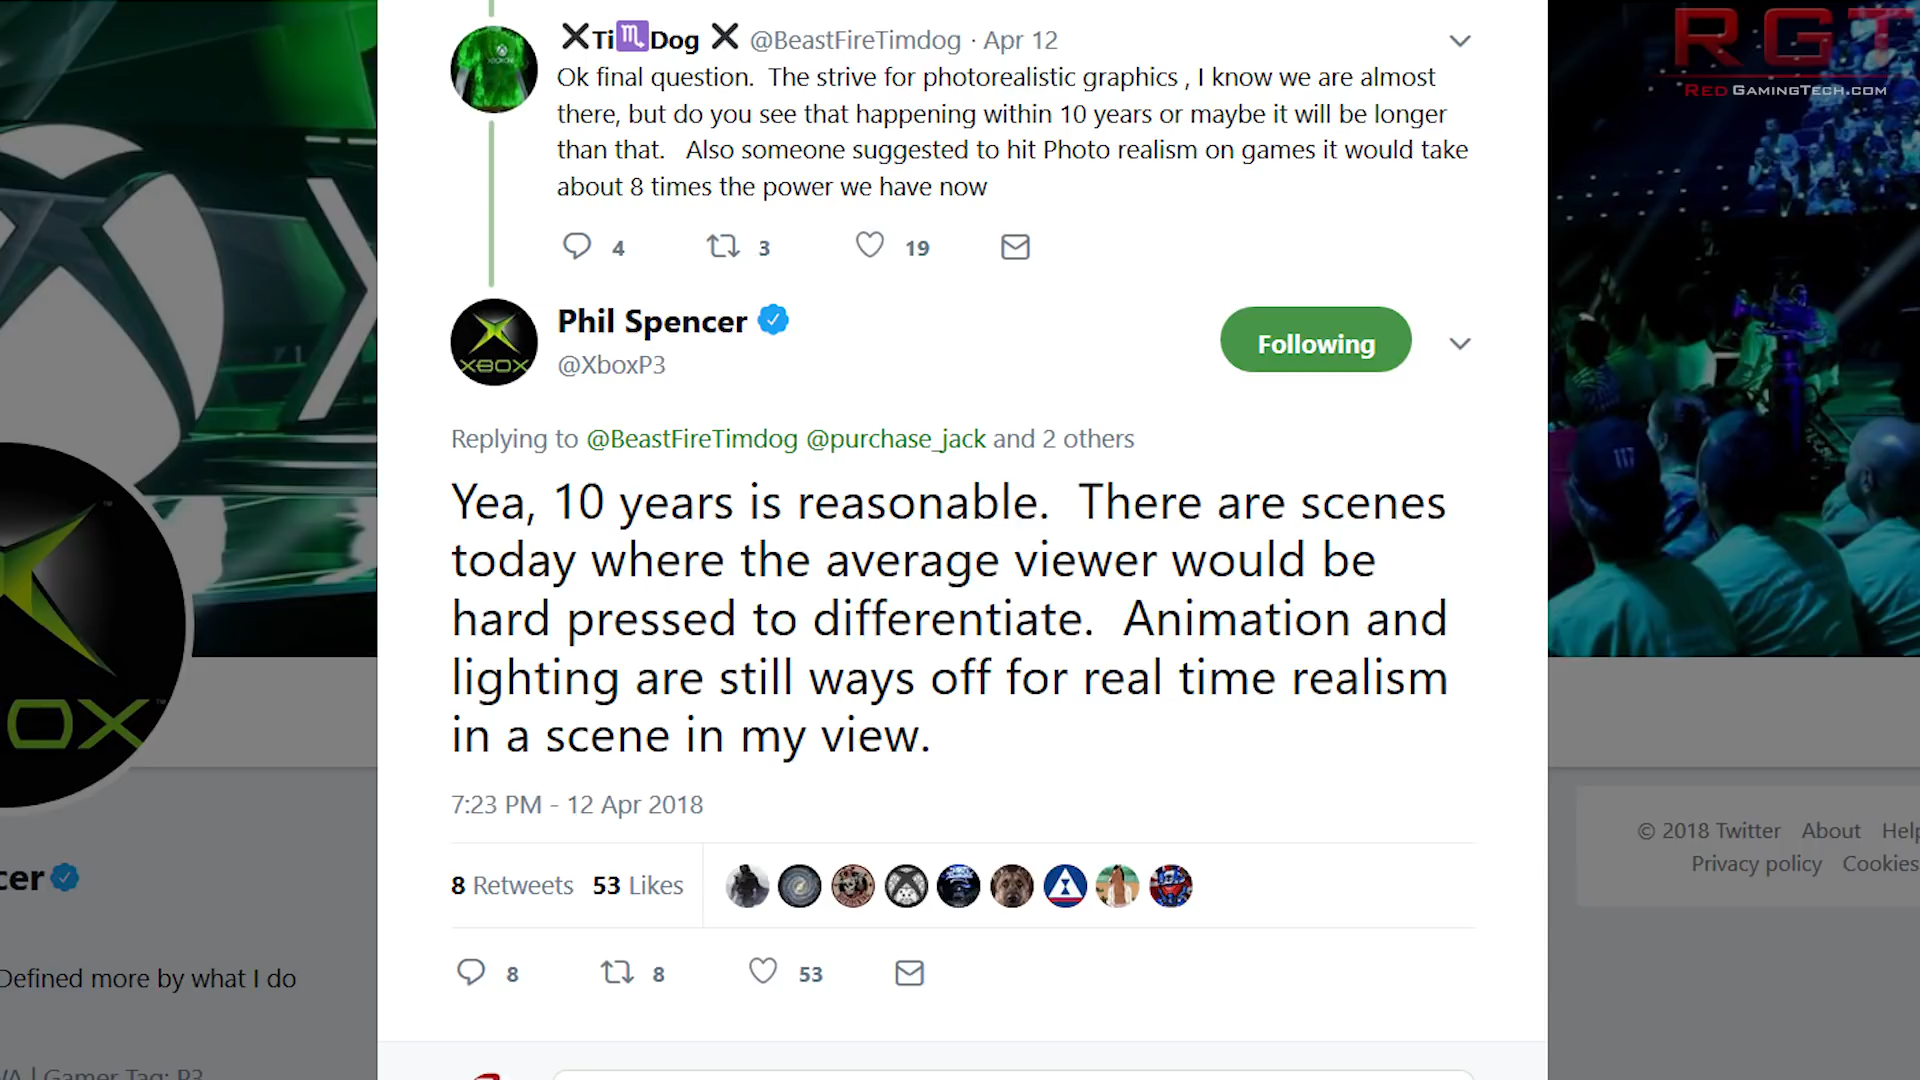 RGT
RED GAMINGTECH.COM
XTi♏Dog X @BeastFireTimdog · Apr 12
Ok final question. The strive for photorealistic graphics , I know we are almost
there, but do you see that happening within 10 years or maybe it will be longer
than that. Also someone suggested to hit Photo realism on games it would take
about 8 times the power we have now
4 3 19
Phil Spencer
@XboxP3
Following
XBOX
Replying to @BeastFireTimdog @purchase_jack and 2 others
Yea, 10 years is reasonable. There are scenes
today where the average viewer would be
hard pressed to differentiate. Animation and
lighting are still ways off for real time realism
in a scene in my view.
7:23 PM - 12 Apr 2018
8 Retweets 53 Likes
8 8 53
OX
cer
Defined more by what I do
| Gamer Tag: P3
117
© 2018 Twitter About Help
Privacy policy Cookies